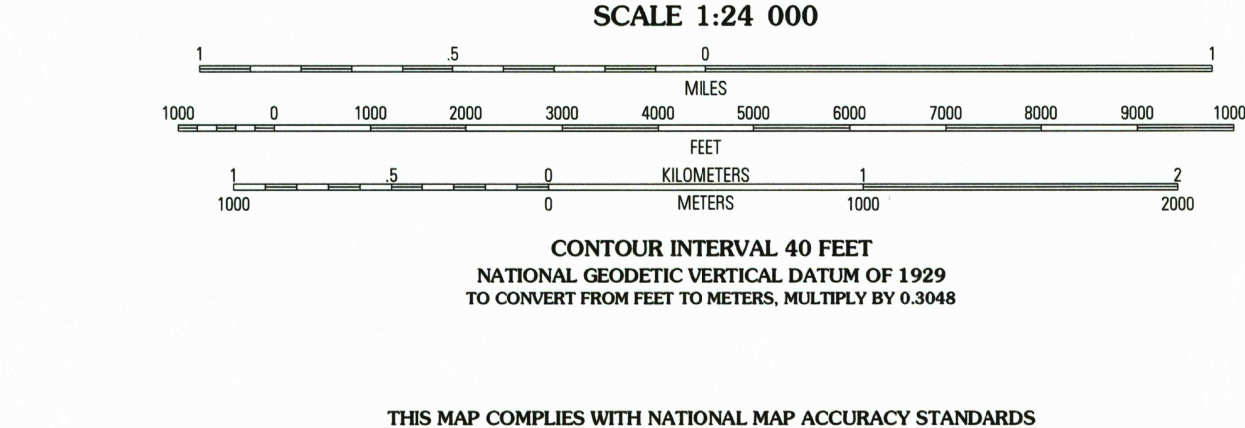 SCALE 1:24 000
1 .5 0 1
MILES
1000 0 1000 2000 3000 4000 5000 6000 7000 8000 9000 1000
FEET
1 .5 0 KILOMETERS 1 2
1000 0 METERS 1000 2000
CONTOUR INTERVAL 40 FEET
NATIONAL GEODETIC VERTICAL DATUM OF 1929
TO CONVERT FROM FEET TO METERS, MULTIPLY BY 0.3048
THIS MAP COMPLIES WITH NATIONAL MAP ACCURACY STANDARDS